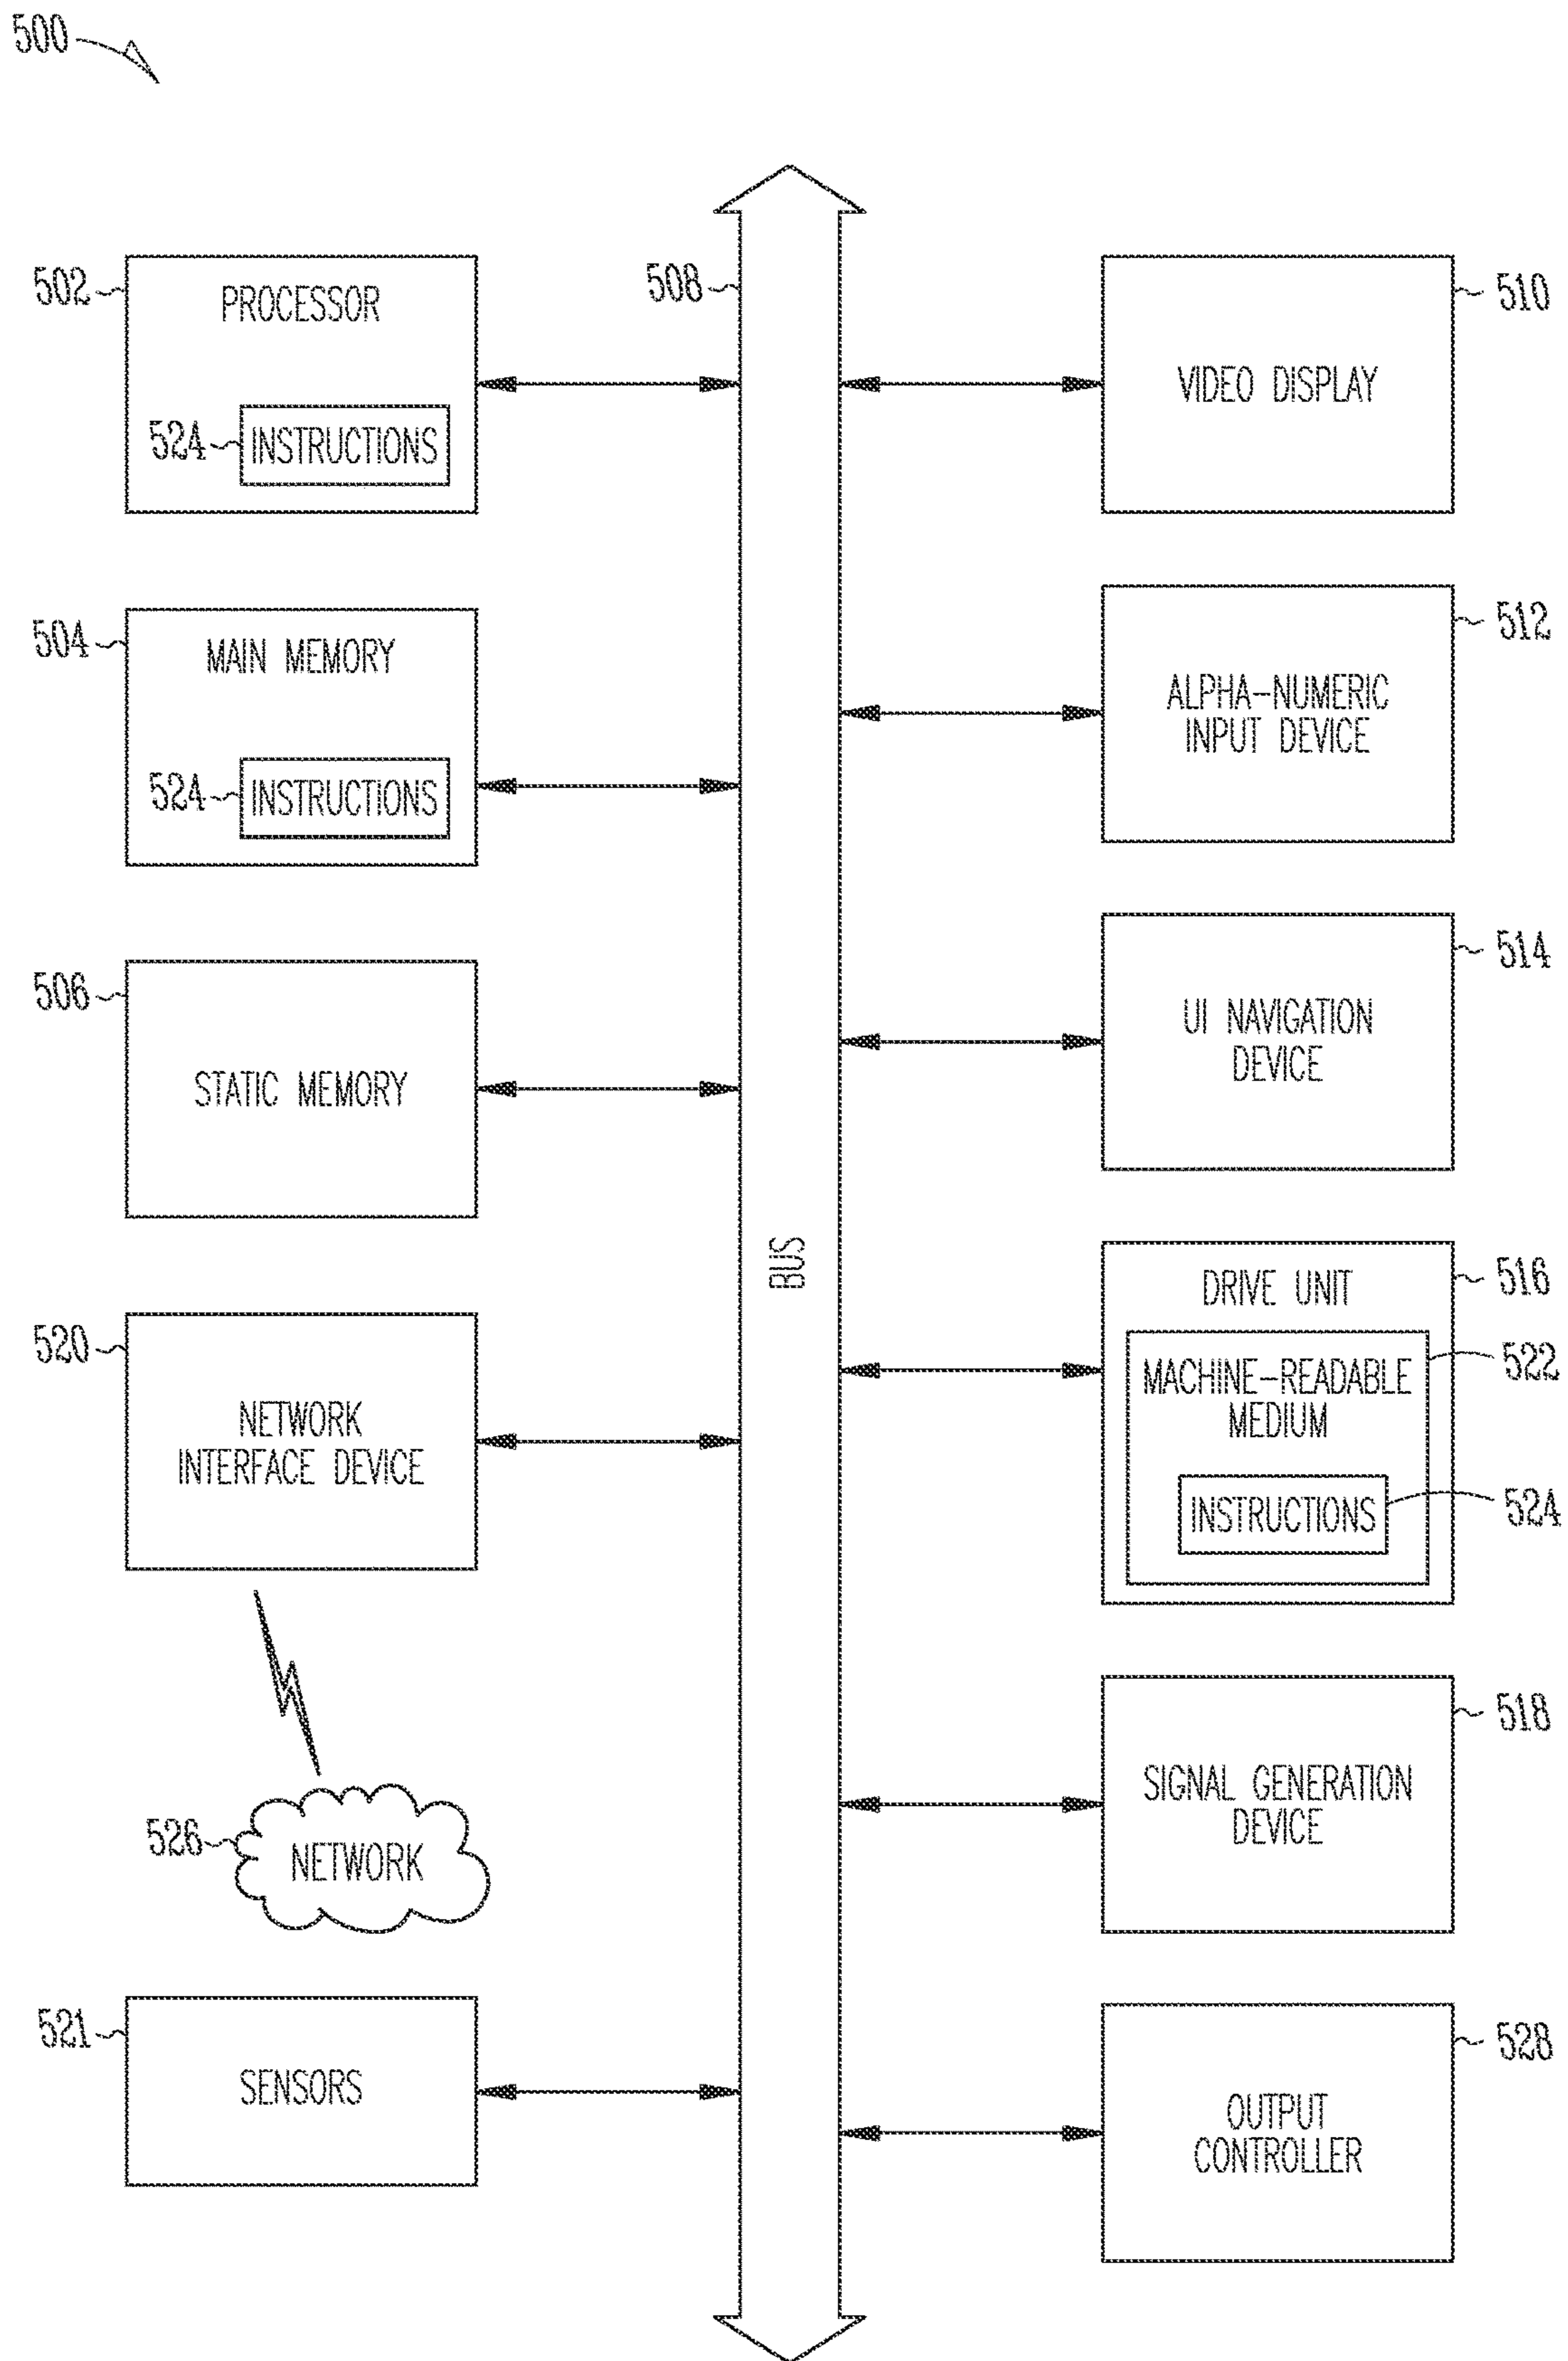 500
502
PROCESSOR
524
INSTRUCTIONS
504
MAIN MEMORY
524
INSTRUCTIONS
506
STATIC MEMORY
520
NETWORK
INTERFACE DEVICE
526
NETWORK
521
SENSORS
508
BUS
510
VIDEO DISPLAY
512
ALPHA-NUMERIC
INPUT DEVICE
514
UI NAVIGATION
DEVICE
516
DRIVE UNIT
522
MACHINE-READABLE
MEDIUM
524
INSTRUCTIONS
518
SIGNAL GENERATION
DEVICE
528
OUTPUT
CONTROLLER